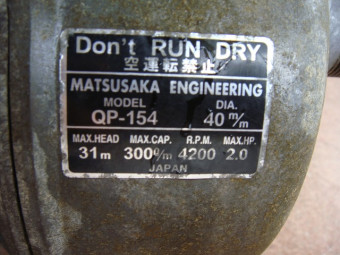 Don't RUN DRY
空運転禁止
MATSUSAKA ENGINEERING
MODEL DIA.
QP-154 40 m/m
MAX.HEAD MAX.CAP. R.P.M. MAX.HP.
31m 300ℓ/m 4200 2.0
JAPAN